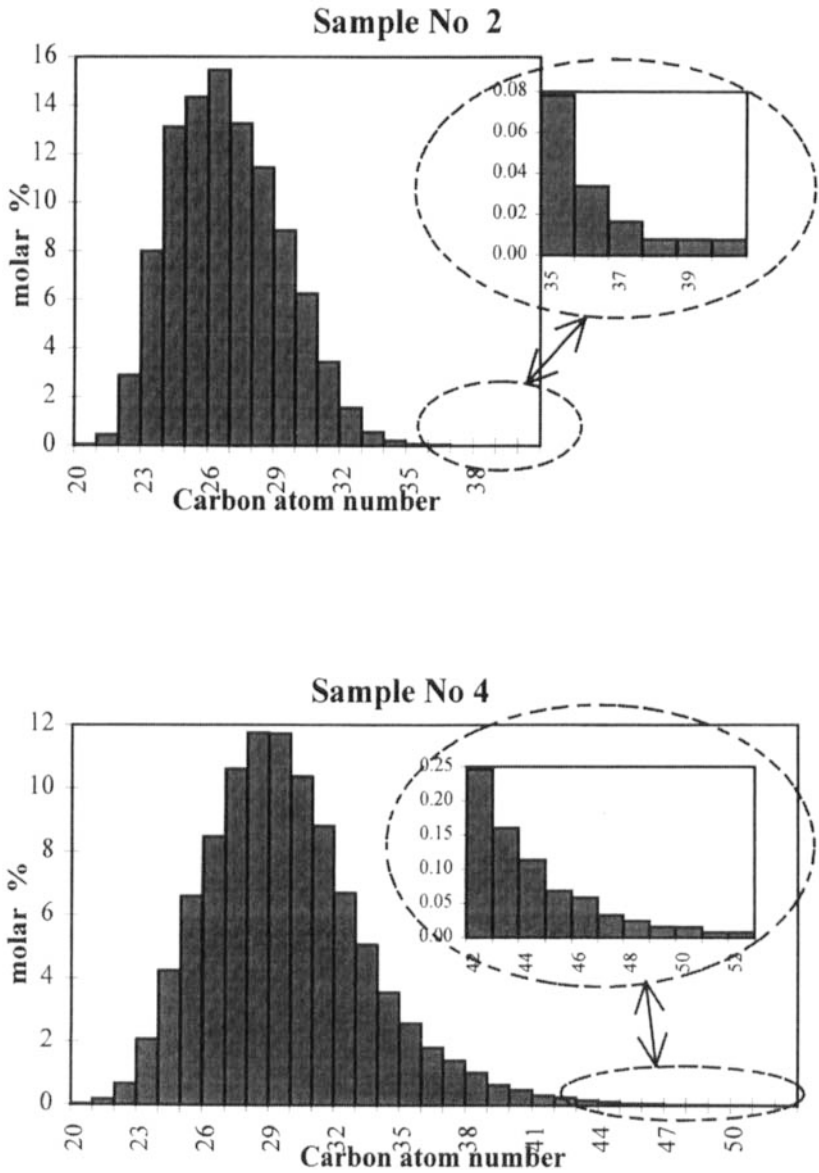 Sample No 2
16
14
12
10
8
6
4
2
0
molar %
20 23 26 29 32 35 38
Carbon atom number
0.08
0.06
0.04
0.02
0.00
35 37 39
Sample No 4
12
10
8
6
4
2
0
molar %
20 23 26 29 32 35 38 41 44 47 50
Carbon atom number
0.25
0.20
0.15
0.10
0.05
0.00
42 44 46 48 50 52